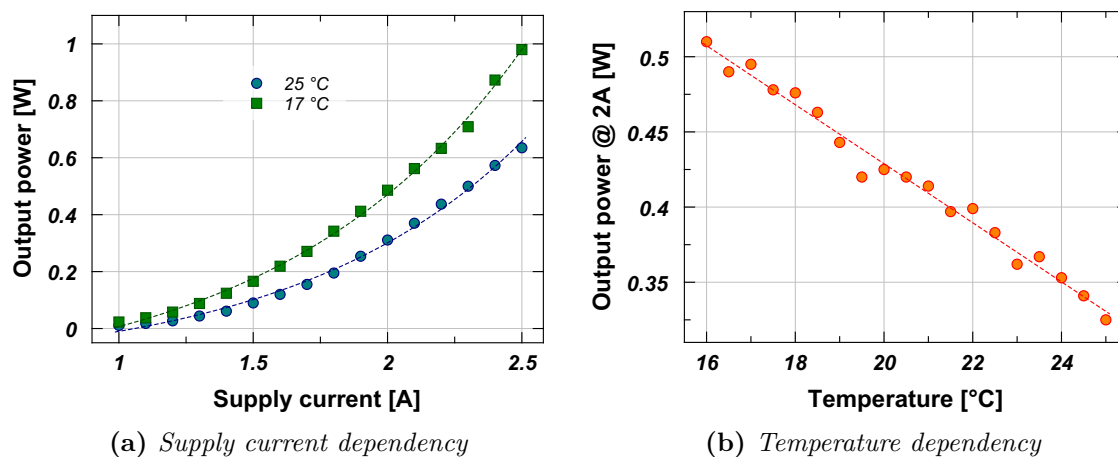 1
0.8
0.6
0.4
0.2
0
Output power [W]
25 °C
17 °C
1
1.5
2
2.5
Supply current [A]
(a) Supply current dependency
0.5
0.45
0.4
0.35
Output power @ 2A [W]
16
18
20
22
24
Temperature [°C]
(b) Temperature dependency